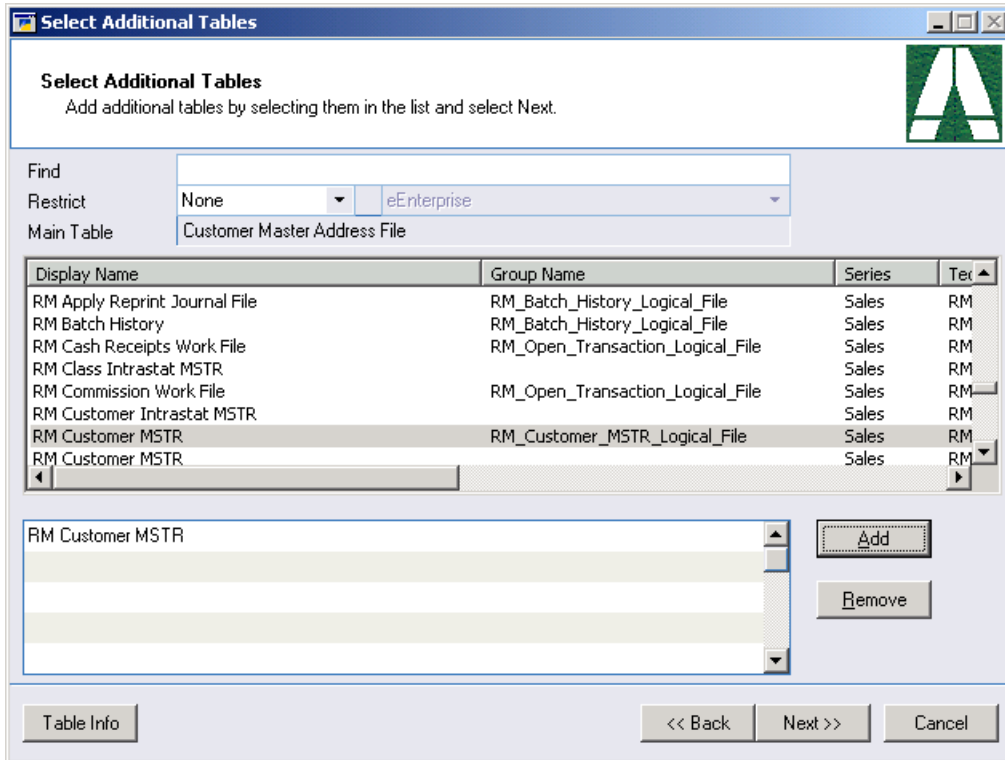 Select Additional Tables
Select Additional Tables
Add additional tables by selecting them in the list and select Next.
Find
Restrict None eEnterprise
Main Table Customer Master Address File
Display Name Group Name Series Tec
RM Apply Reprint Journal File RM_Batch_History_Logical_File Sales RM
RM Batch History RM_Batch_History_Logical_File Sales RM
RM Cash Receipts Work File RM_Open_Transaction_Logical_File Sales RM
RM Class Intrastat MSTR Sales RM
RM Commission Work File RM_Open_Transaction_Logical_File Sales RM
RM Customer Intrastat MSTR Sales RM
RM Customer MSTR RM_Customer_MSTR_Logical_File Sales RM
RM Customer MSTR Sales RM
RM Customer MSTR
Add
Remove
Table Info << Back Next >> Cancel